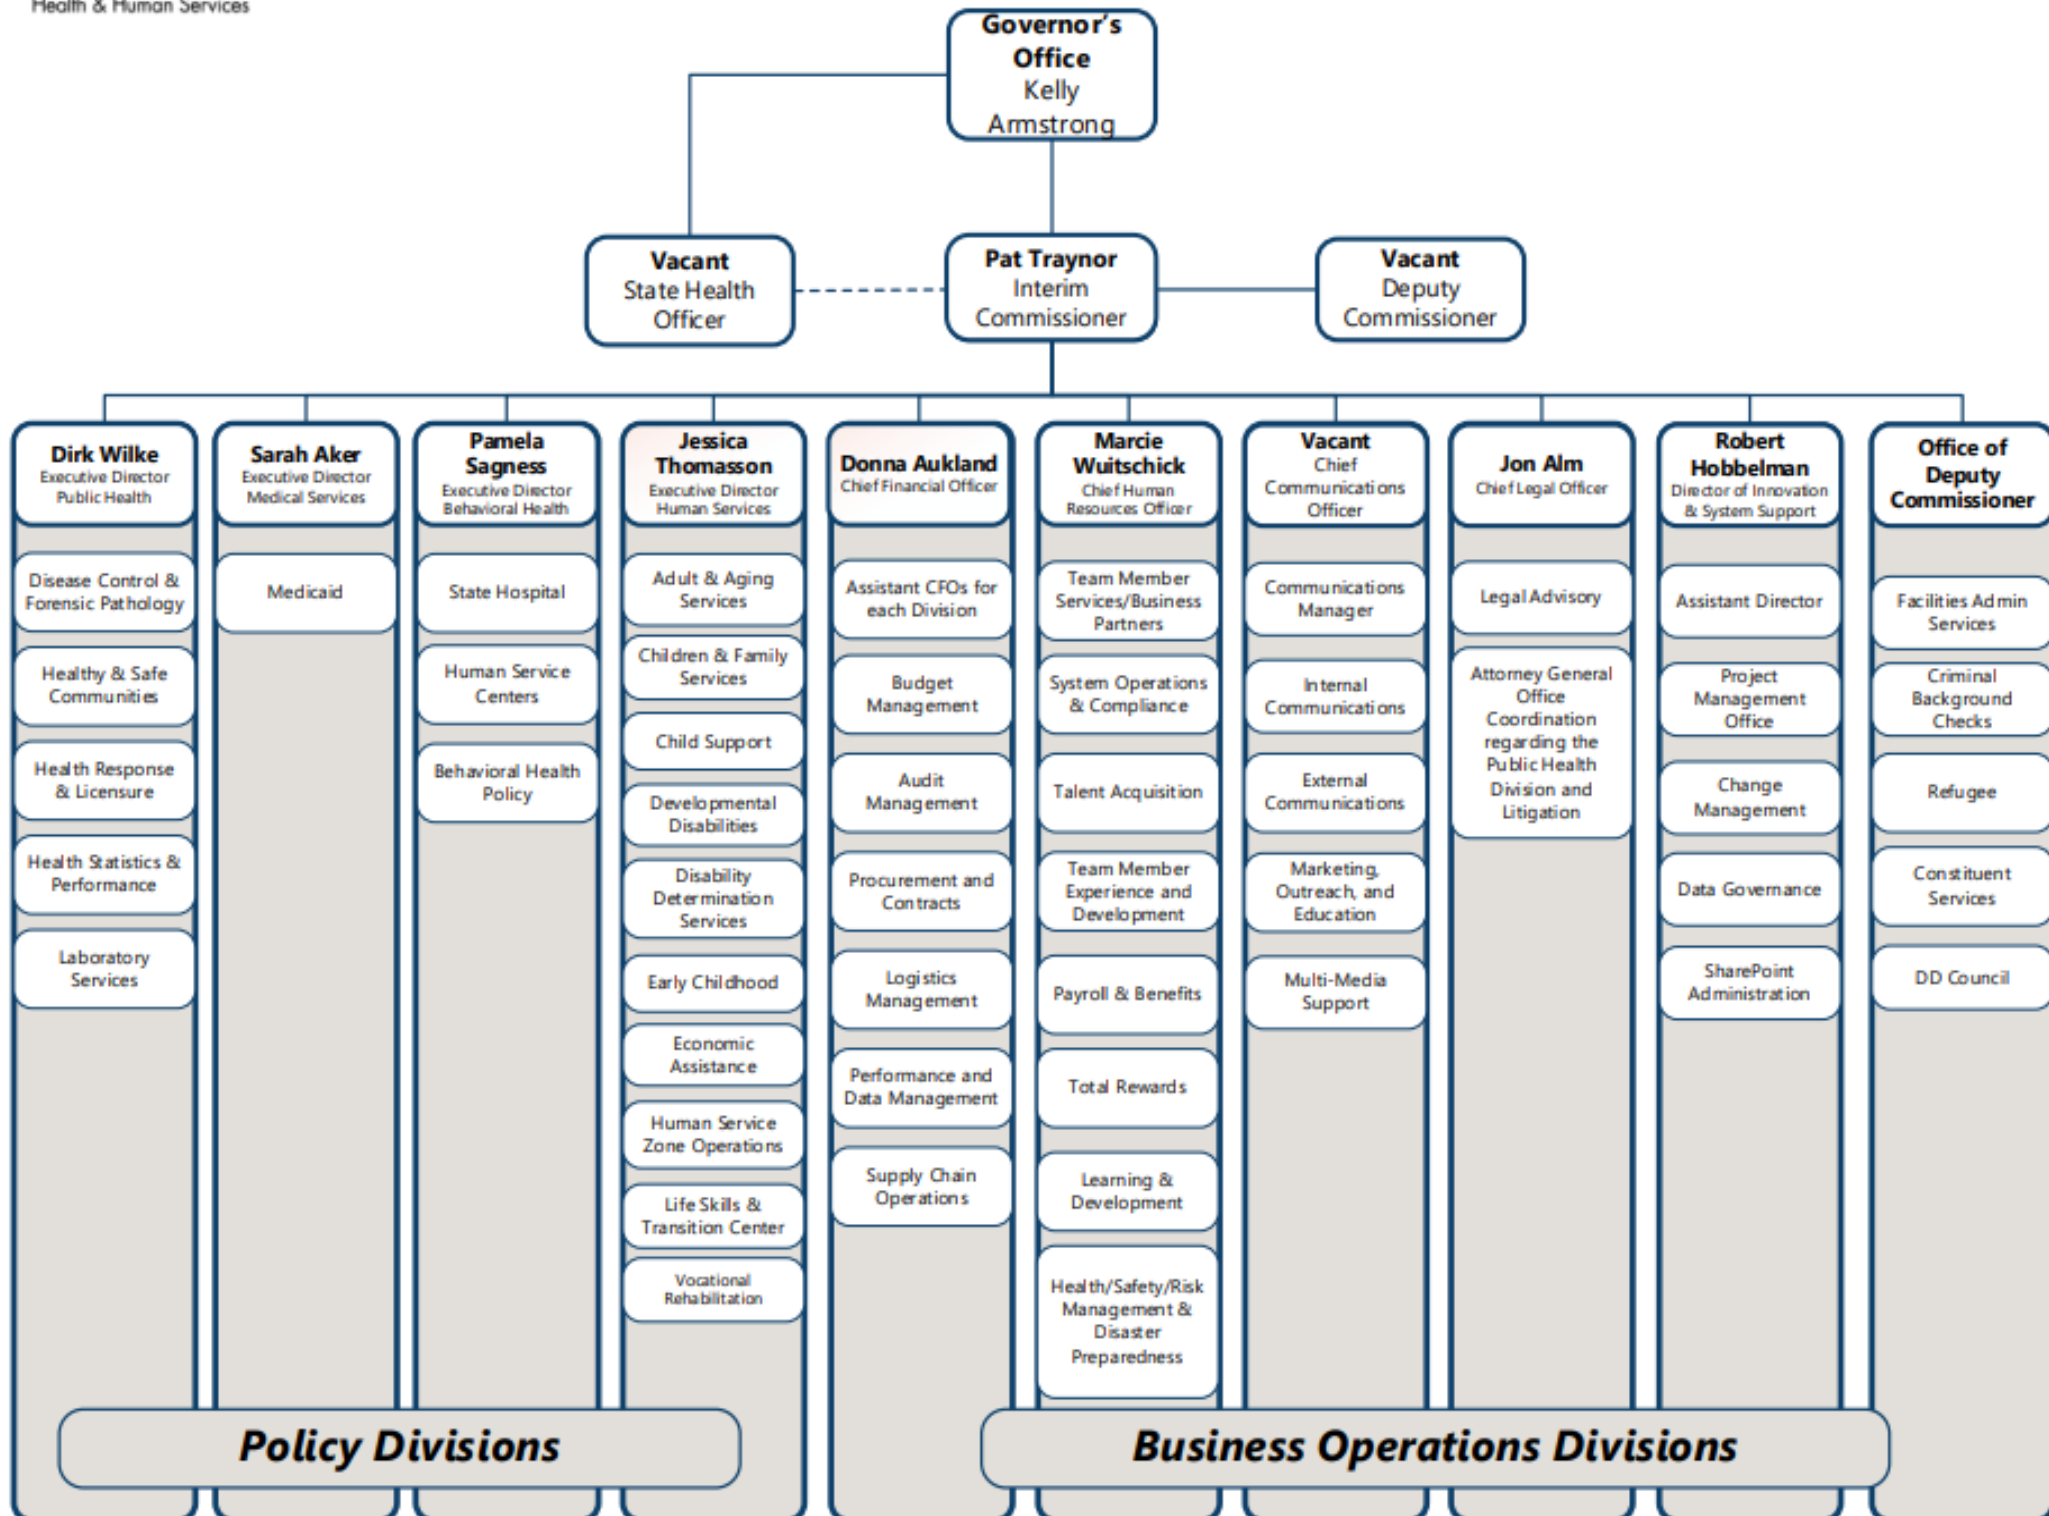 Health & Human Services
Governor's
Office
Kelly
Armstrong
Vacant
State Health
Officer
Pat Traynor
Interim
Commissioner
Vacant
Deputy
Commissioner
Dirk Wilke
Executive Director
Public Health
Disease Control &
Forensic Pathology
Healthy & Safe
Communities
Health Response
& Licensure
Health Statistics &
Performance
Laboratory
Services
Sarah Aker
Executive Director
Medical Services
Medicaid
Pamela
Sagness
Executive Director
Behavioral Health
State Hospital
Human Service
Centers
Behavioral Health
Policy
Jessica
Thomasson
Executive Director
Human Services
Adult & Aging
Services
Children & Family
Services
Child Support
Developmental
Disabilities
Disability
Determination
Services
Early Childhood
Economic
Assistance
Human Service
Zone Operations
Life Skills &
Transition Center
Vocational
Rehabilitation
Donna Aukland
Chief Financial Officer
Assistant CFOs for
each Division
Budget
Management
Audit
Management
Procurement and
Contracts
Logistics
Management
Performance and
Data Management
Supply Chain
Operations
Marcie
Wuitschick
Chief Human
Resources Officer
Team Member
Services/Business
Partners
System Operations
& Compliance
Talent Acquisition
Team Member
Experience and
Development
Payroll & Benefits
Total Rewards
Learning &
Development
Health/Safety/Risk
Management &
Disaster
Preparedness
Vacant
Chief
Communications
Officer
Communications
Manager
Internal
Communications
External
Communications
Marketing,
Outreach, and
Education
Multi-Media
Support
Jon Alm
Chief Legal Officer
Legal Advisory
Attorney General
Office
Coordination
regarding the
Public Health
Division and
Litigation
Robert
Hobbelman
Director of Innovation
& System Support
Assistant Director
Project
Management
Office
Change
Management
Data Governance
SharePoint
Administration
Office of
Deputy
Commissioner
Facilities Admin
Services
Criminal
Background
Checks
Refugee
Constituent
Services
DD Council
Policy Divisions
Business Operations Divisions